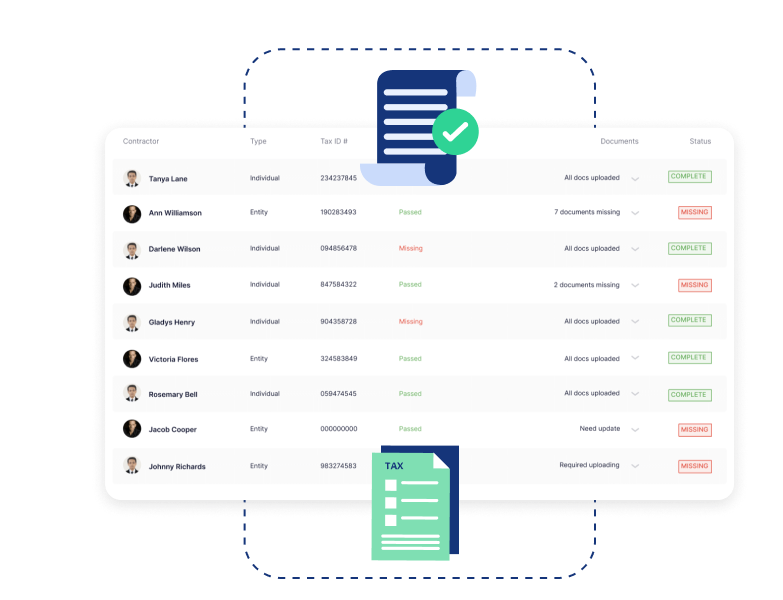 Contractor Type Tax ID # Documents Status
Tanya Lane Individual 234237845 All docs uploaded COMPLETE
Ann Williamson Entity 190283493 Passed 7 documents missing MISSING
Darlene Wilson Individual 094856478 Missing All docs uploaded COMPLETE
Judith Miles Entity 847584322 Passed 2 documents missing MISSING
Gladys Henry Individual 904358728 Missing All docs uploaded COMPLETE
Victoria Flores Entity 324583849 Passed All docs uploaded COMPLETE
Rosemary Bell Individual 059474545 Passed All docs uploaded COMPLETE
Jacob Cooper Entity 000000000 Passed Need update MISSING
Johnny Richards Entity 983274583 Required uploading MISSING
TAX